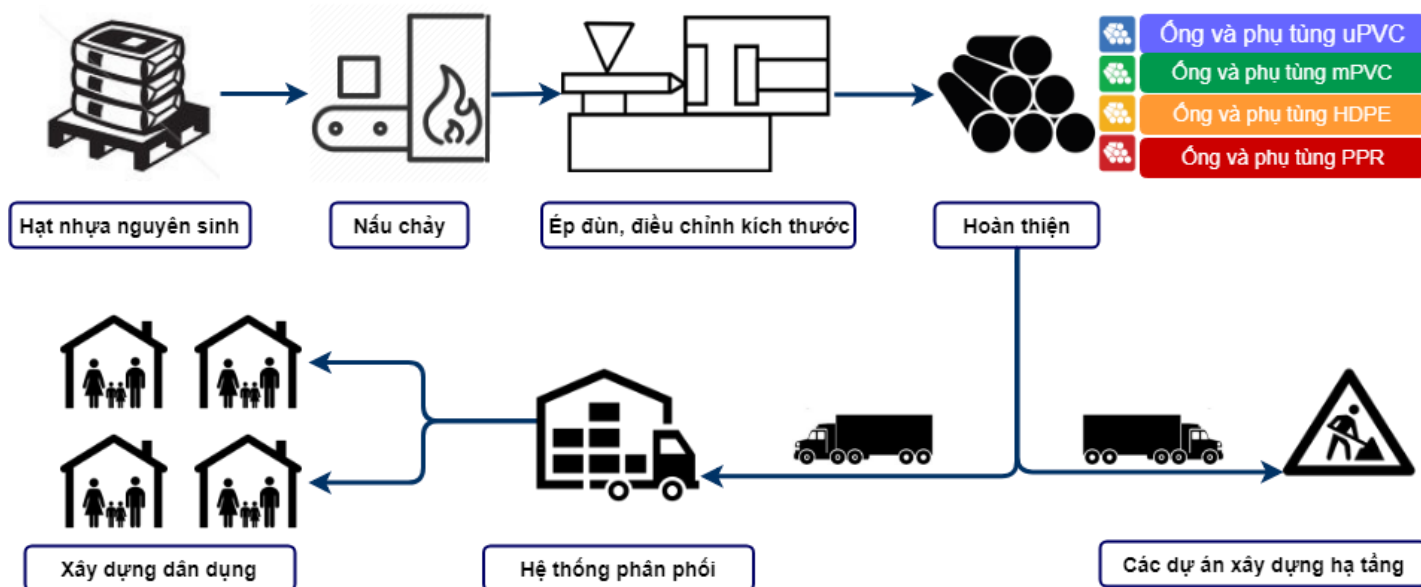 Ống và phụ tùng uPVC
Ống và phụ tùng mPVC
Ống và phụ tùng HDPE
Ống và phụ tùng PPR
Hạt nhựa nguyên sinh
Nấu chảy
Ép đùn, điều chỉnh kích thước
Hoàn thiện
Xây dựng dân dụng
Hệ thống phân phối
Các dự án xây dựng hạ tầng